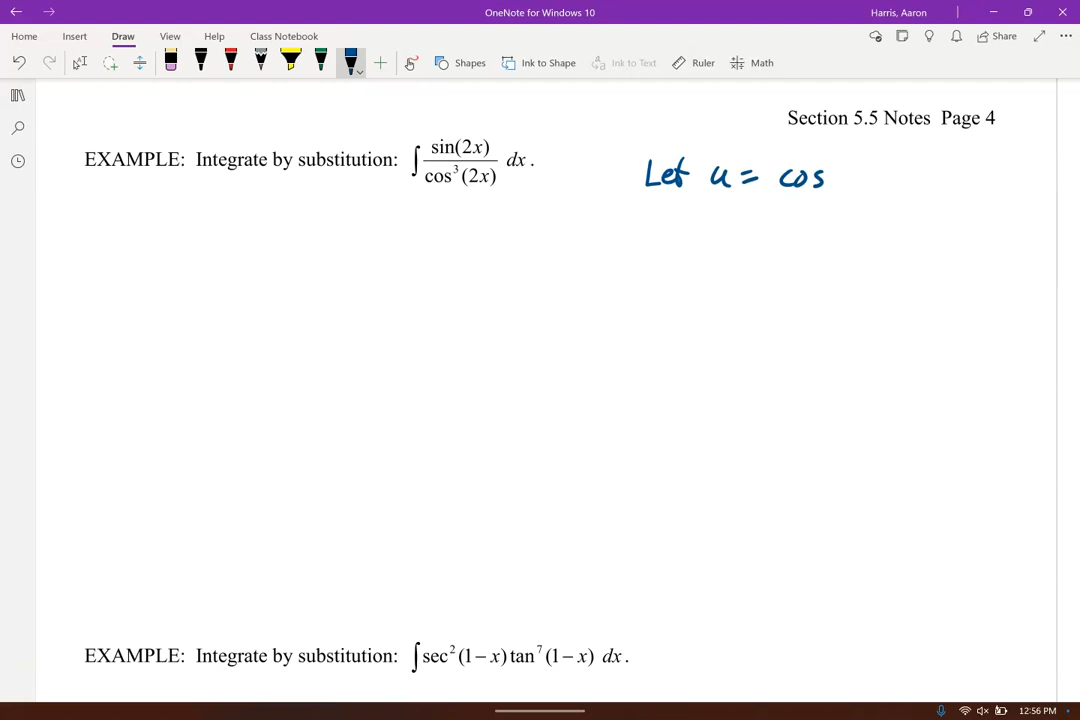 OneNote for Windows 10
Harris, Aaron
Home Insert Draw View Help Class Notebook
Share
Shapes Ink to Shape Ink to Text Ruler Math
Section 5.5 Notes Page 4
EXAMPLE: Integrate by substitution: ∫ sin(2x) / cos³(2x) dx .
Let u = cos
EXAMPLE: Integrate by substitution: ∫ sec²(1 − x) tan⁷(1 − x) dx .
12:56 PM